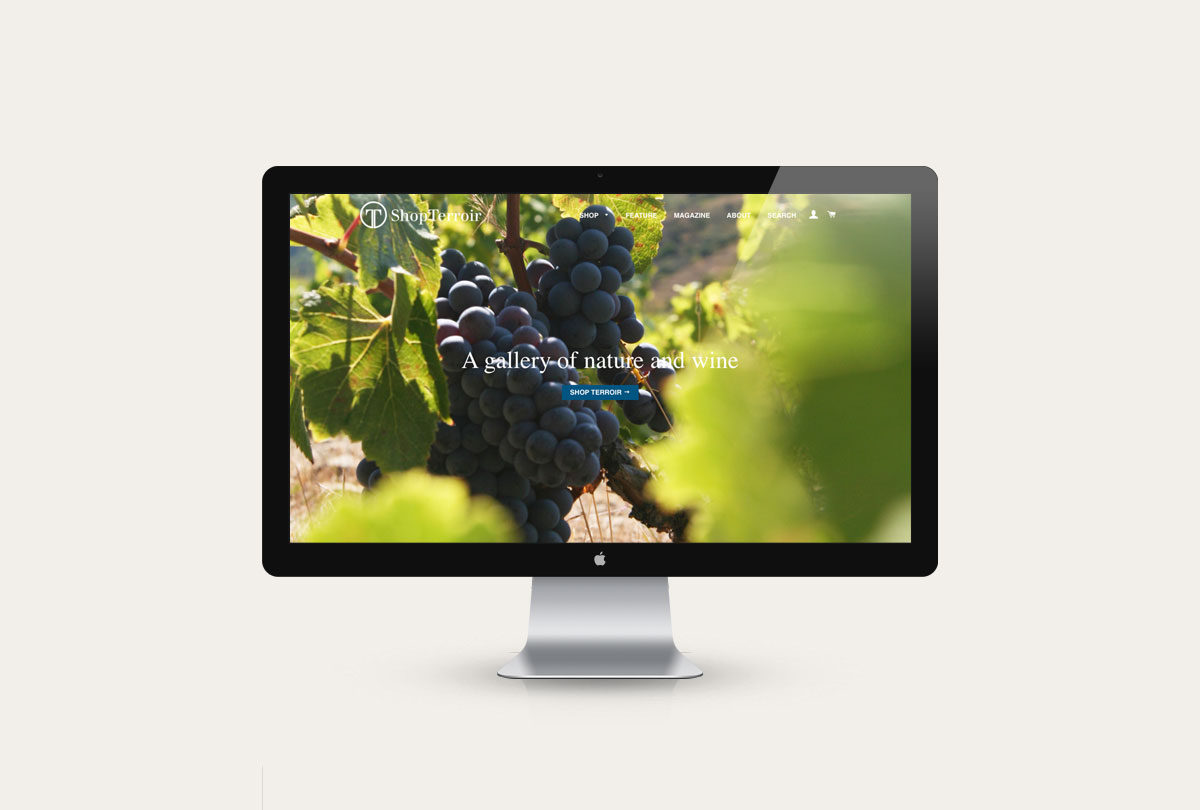 T ShopTerroir
SHOP FEATURE MAGAZINE ABOUT SEARCH
A gallery of nature and wine
SHOP TERROIR →